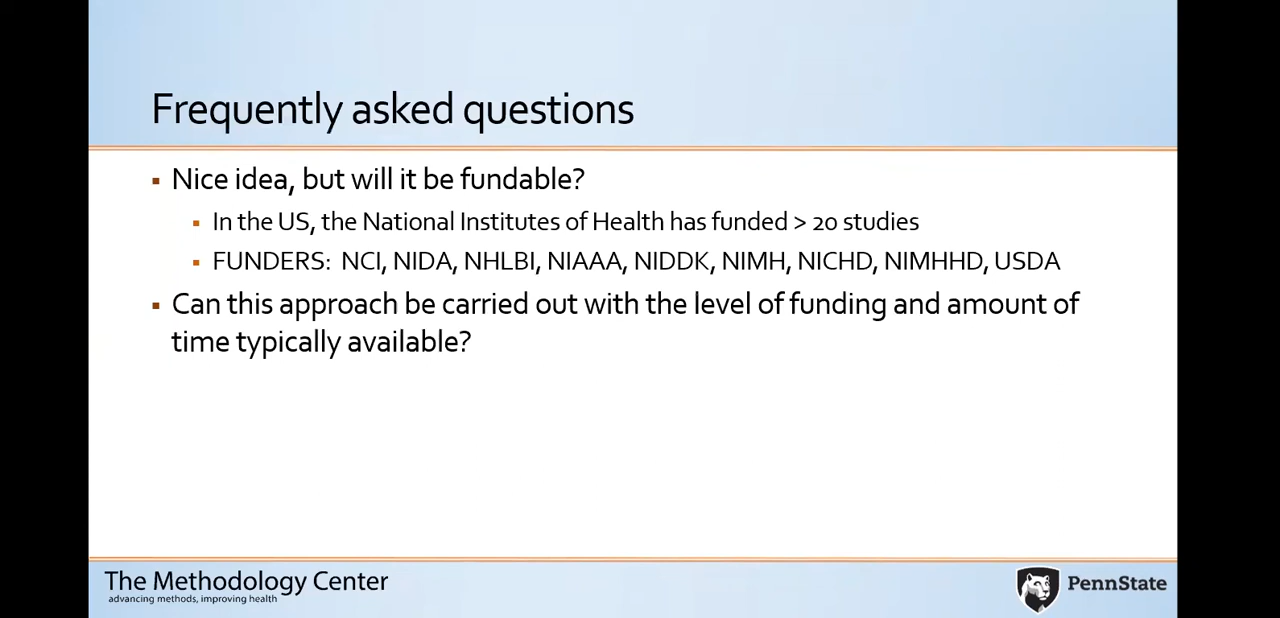 Frequently asked questions
▪ Nice idea, but will it be fundable?
▪ In the US, the National Institutes of Health has funded > 20 studies
▪ FUNDERS: NCI, NIDA, NHLBI, NIAAA, NIDDK, NIMH, NICHD, NIMHHD, USDA
▪ Can this approach be carried out with the level of funding and amount of
time typically available?
The Methodology Center
advancing methods, improving health
PennState